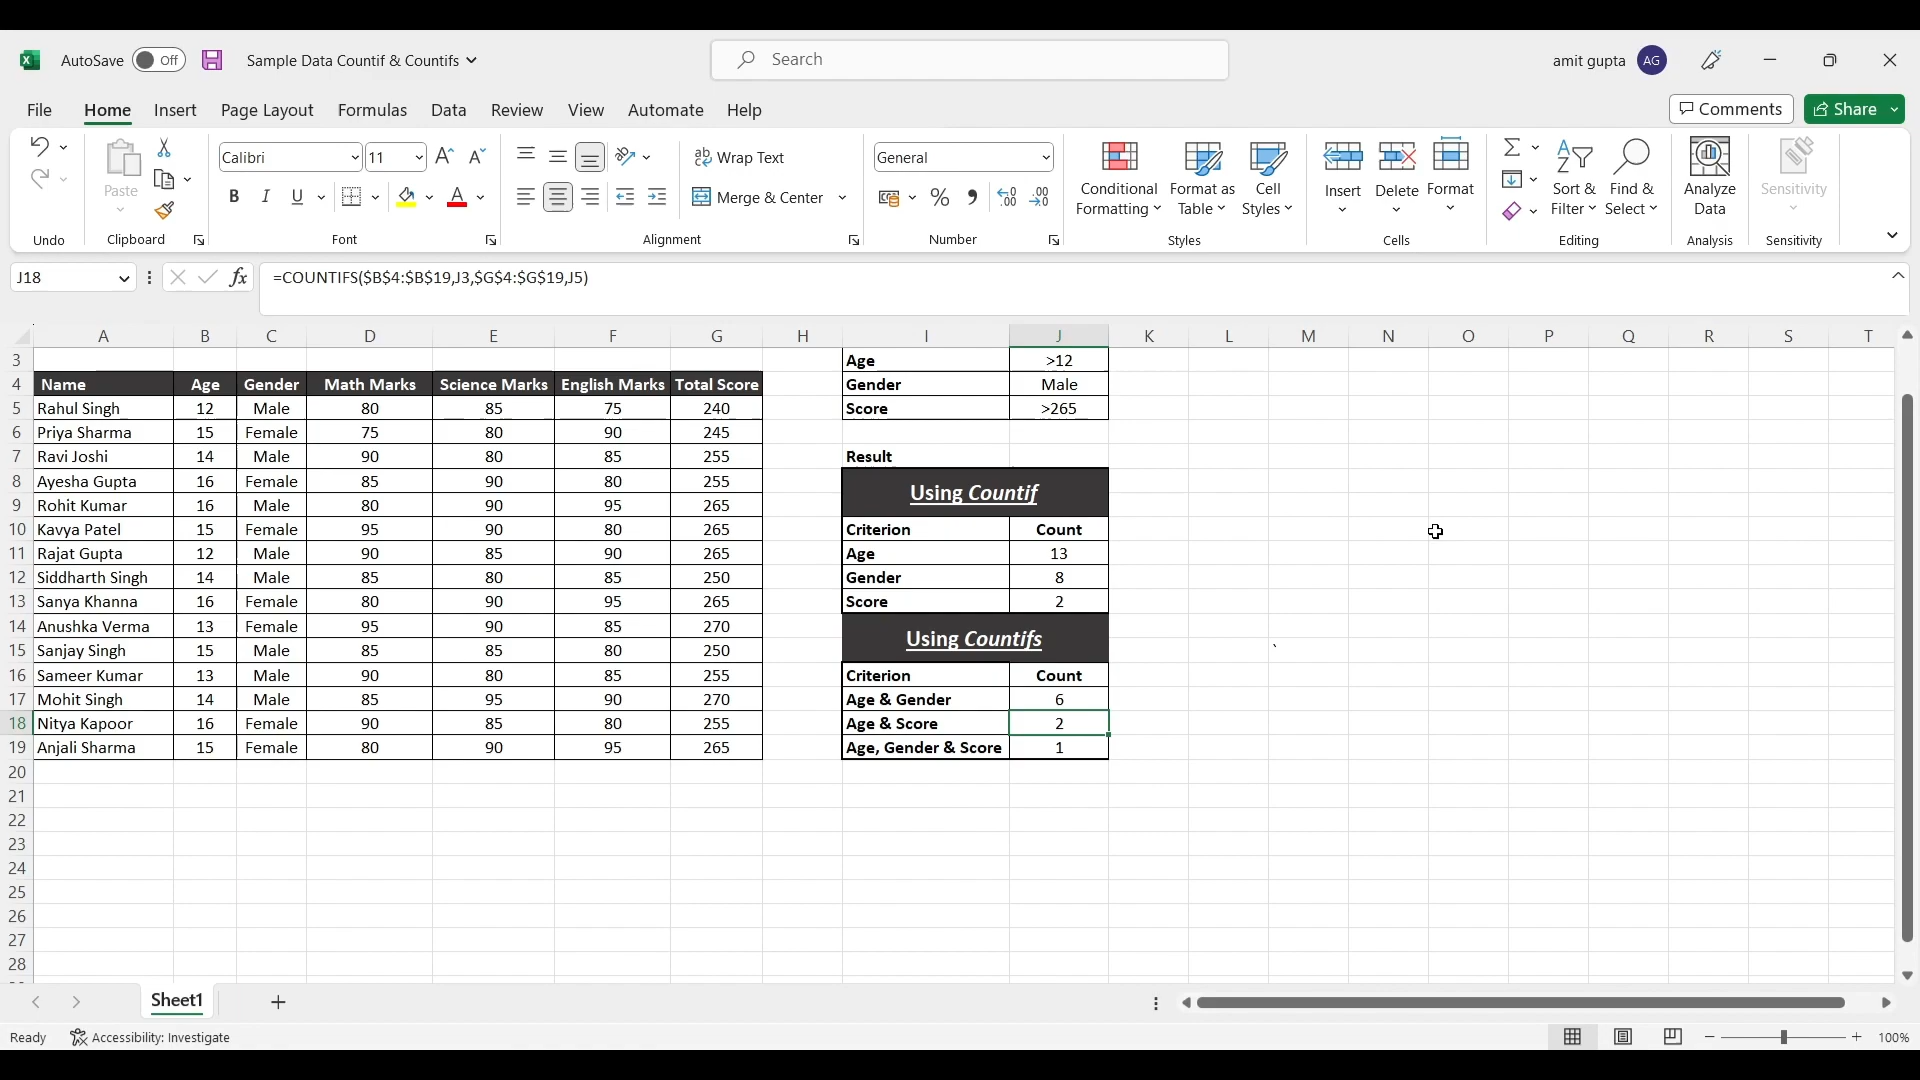 AutoSave Off Sample Data Countif & Countifs Search amit gupta AG
File Home Insert Page Layout Formulas Data Review View Automate Help Comments Share
Calibri 11 ab Wrap Text General
Paste B I U A Merge & Center % Conditional Formatting Format as Table Cell Styles Insert Delete Format Sort & Filter Find & Select Analyze Data Sensitivity
Undo Clipboard Font Alignment Number Styles Cells Editing Analysis Sensitivity
J18 fx =COUNTIFS($B$4:$B$19,J3,$G$4:$G$19,J5)
A B C D E F G H I J K L M N O P Q R S T
3 Age >12
4 Name Age Gender Math Marks Science Marks English Marks Total Score Gender Male
5 Rahul Singh 12 Male 80 85 75 240 Score >265
6 Priya Sharma 15 Female 75 80 90 245
7 Ravi Joshi 14 Male 90 80 85 255 Result
8 Ayesha Gupta 16 Female 85 90 80 255 Using Countif
9 Rohit Kumar 16 Male 80 90 95 265
10 Kavya Patel 15 Female 95 90 80 265 Criterion Count
11 Rajat Gupta 12 Male 90 85 90 265 Age 13
12 Siddharth Singh 14 Male 85 80 85 250 Gender 8
13 Sanya Khanna 16 Female 80 90 95 265 Score 2
14 Anushka Verma 13 Female 95 90 85 270 Using Countifs
15 Sanjay Singh 15 Male 85 85 80 250 `
16 Sameer Kumar 13 Male 90 80 85 255 Criterion Count
17 Mohit Singh 14 Male 85 95 90 270 Age & Gender 6
18 Nitya Kapoor 16 Female 90 85 80 255 Age & Score 2
19 Anjali Sharma 15 Female 80 90 95 265 Age, Gender & Score 1
20
21
22
23
24
25
26
27
28
Sheet1
Ready Accessibility: Investigate 100%